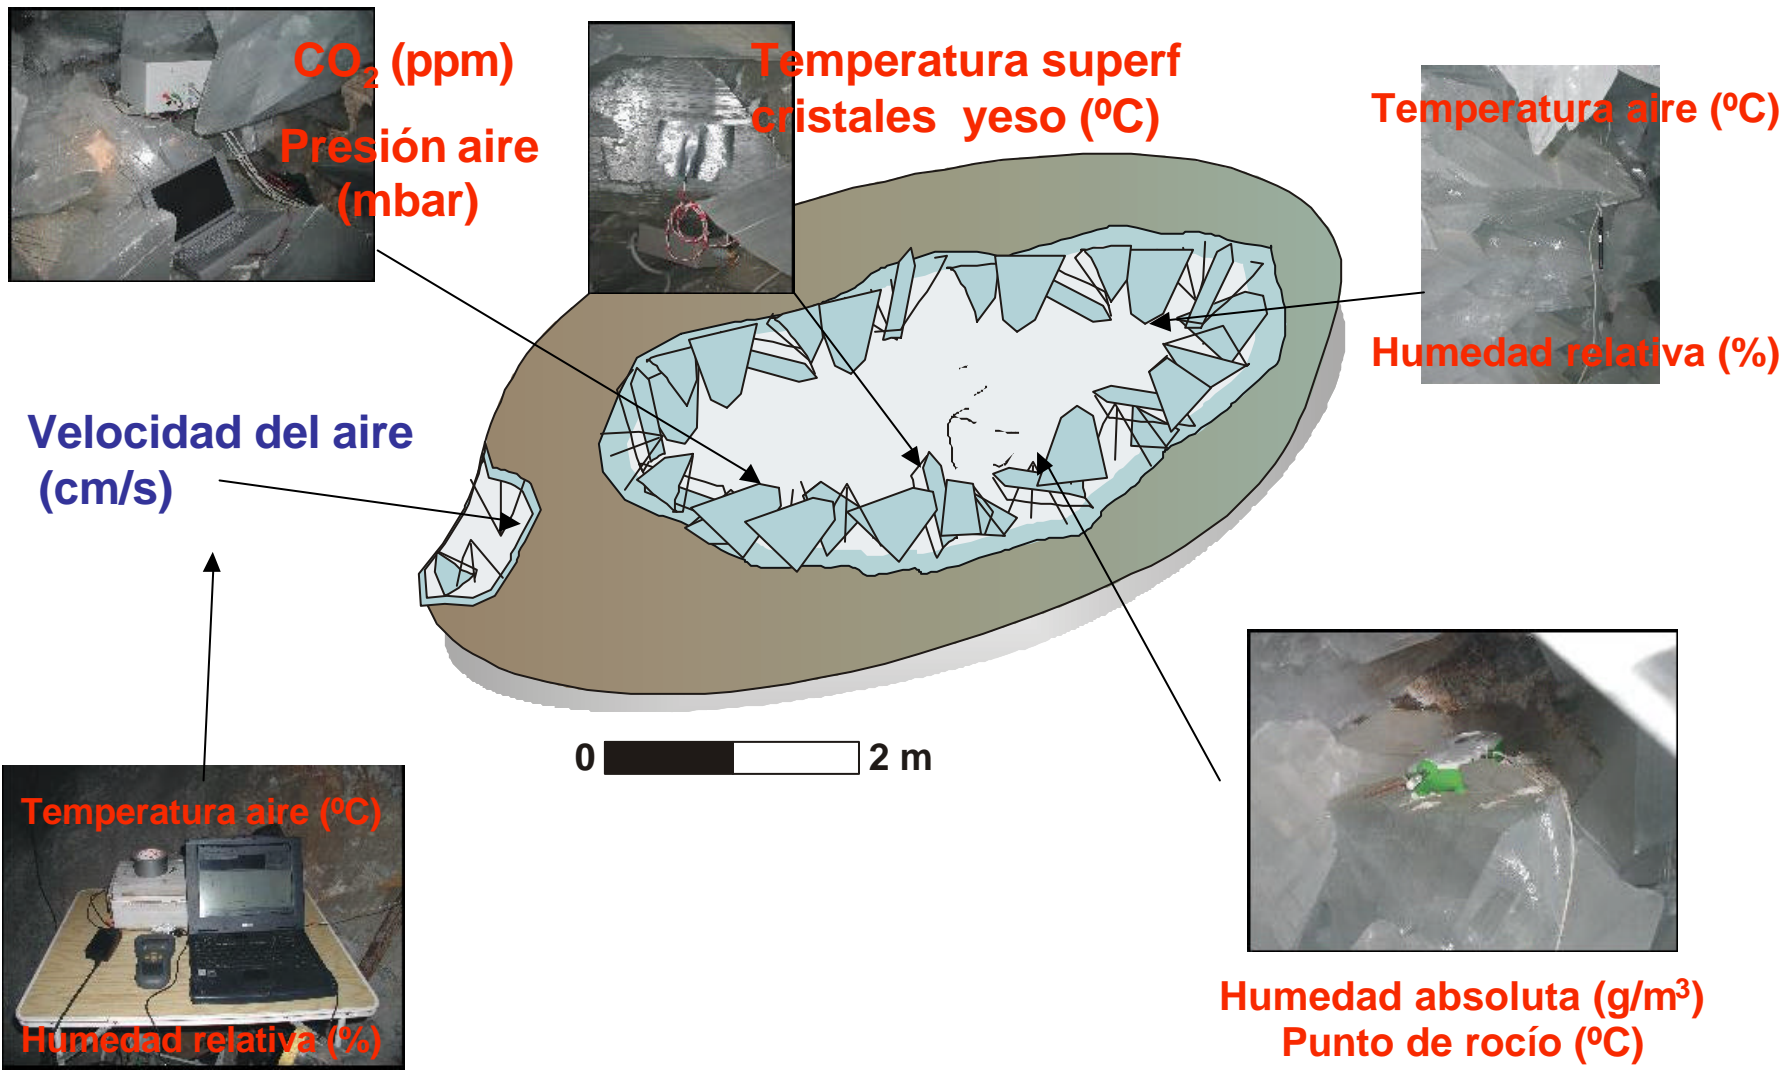 CO₂ (ppm)
Presión aire
(mbar)
Temperatura superf
cristales yeso (ºC)
Temperatura aire (ºC)
Humedad relativa (%)
Velocidad del aire
(cm/s)
0
2 m
Temperatura aire (ºC)
Humedad relativa (%)
Humedad absoluta (g/m³)
Punto de rocío (ºC)